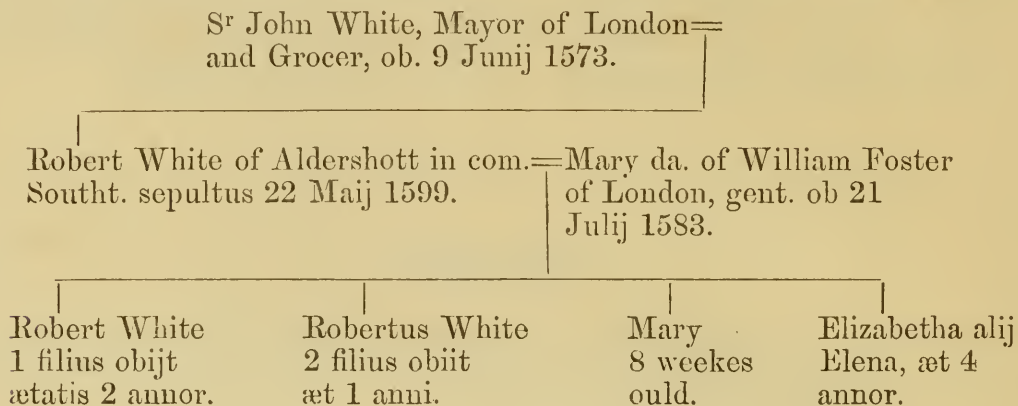 Sr John White, Mayor of London=
and Grocer, ob. 9 Junij 1573.
Robert White of Aldershott in com.=Mary da. of William Foster
Southt. sepultus 22 Maij 1599.
of London, gent. ob 21
Julij 1583.
Robert White
1 filius obijt
ætatis 2 annor.
Robertus White
2 filius obiit
æt 1 anni.
Mary
8 weekes
ould.
Elizabetha alij
Elena, æt 4
annor.